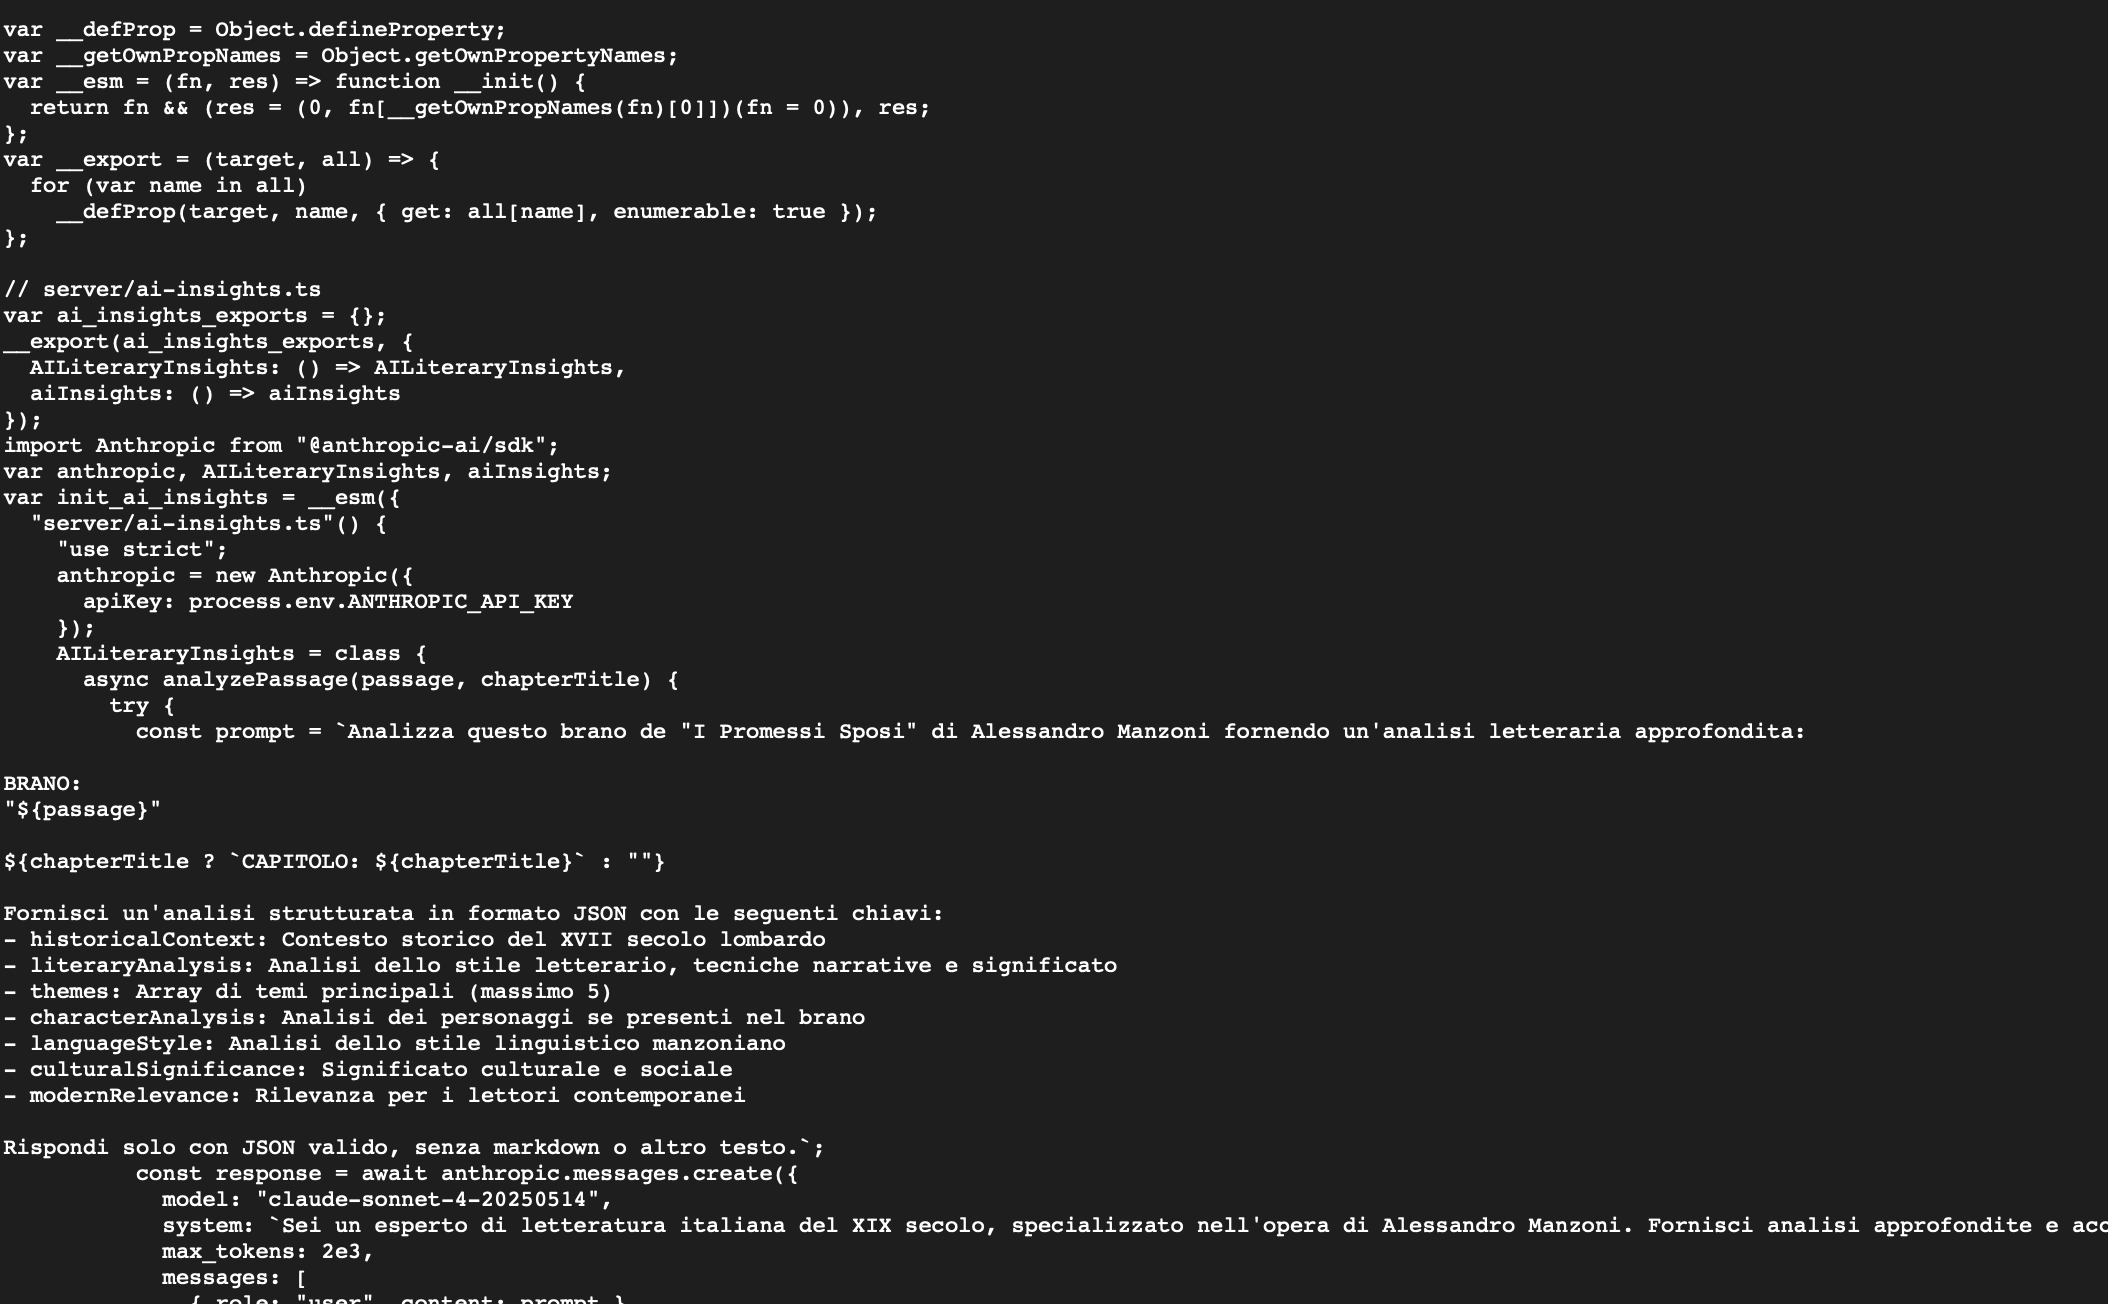 var __defProp = Object.defineProperty;
var __getOwnPropNames = Object.getOwnPropertyNames;
var __esm = (fn, res) => function __init() {
  return fn && (res = (0, fn[__getOwnPropNames(fn)[0]])(fn = 0)), res;
};
var __export = (target, all) => {
  for (var name in all)
    __defProp(target, name, { get: all[name], enumerable: true });
};

// server/ai-insights.ts
var ai_insights_exports = {};
__export(ai_insights_exports, {
  AILiteraryInsights: () => AILiteraryInsights,
  aiInsights: () => aiInsights
});
import Anthropic from "@anthropic-ai/sdk";
var anthropic, AILiteraryInsights, aiInsights;
var init_ai_insights = __esm({
  "server/ai-insights.ts"() {
    "use strict";
    anthropic = new Anthropic({
      apiKey: process.env.ANTHROPIC_API_KEY
    });
    AILiteraryInsights = class {
      async analyzePassage(passage, chapterTitle) {
        try {
          const prompt = `Analizza questo brano de "I Promessi Sposi" di Alessandro Manzoni fornendo un'analisi letteraria approfondita:

BRANO:
"${passage}"

${chapterTitle ? `CAPITOLO: ${chapterTitle}` : ""}

Fornisci un'analisi strutturata in formato JSON con le seguenti chiavi:
- historicalContext: Contesto storico del XVII secolo lombardo
- literaryAnalysis: Analisi dello stile letterario, tecniche narrative e significato
- themes: Array di temi principali (massimo 5)
- characterAnalysis: Analisi dei personaggi se presenti nel brano
- languageStyle: Analisi dello stile linguistico manzoniano
- culturalSignificance: Significato culturale e sociale
- modernRelevance: Rilevanza per i lettori contemporanei

Rispondi solo con JSON valido, senza markdown o altro testo.`;
          const response = await anthropic.messages.create({
            model: "claude-sonnet-4-20250514",
            system: `Sei un esperto di letteratura italiana del XIX secolo, specializzato nell'opera di Alessandro Manzoni. Fornisci analisi approfondite e acc
            max_tokens: 2e3,
            messages: [
              { role: "user", content: prompt }